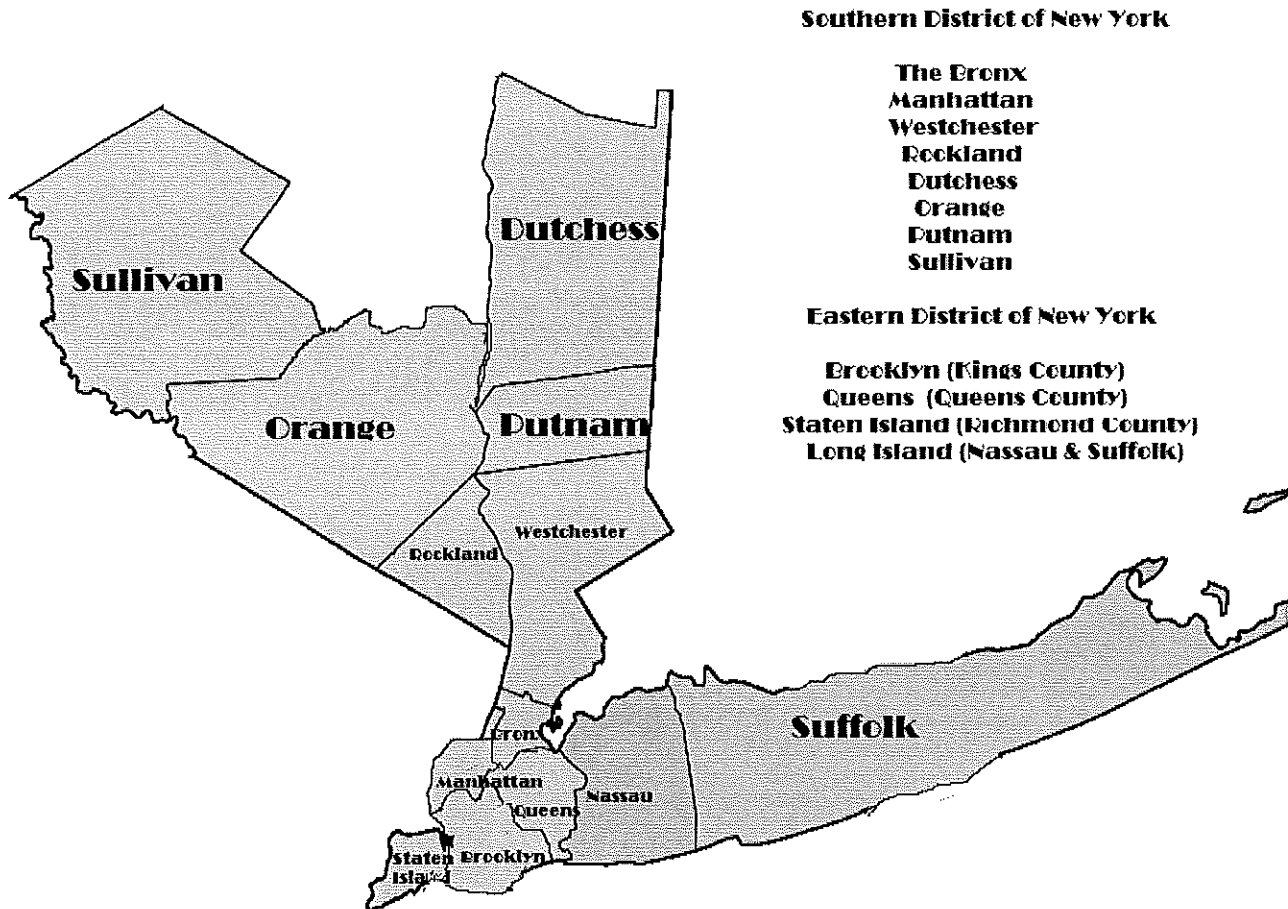 Southern District of New York
The Bronx
Manhattan
Westchester
Rockland
Dutchess
Orange
Putnam
Sullivan
Eastern District of New York
Brooklyn (Kings County)
Queens (Queens County)
Staten Island (Richmond County)
Long Island (Nassau & Suffolk)
Dutchess
Sullivan
Orange
Putnam
Westchester
Rockland
Suffolk
Bronx
Manhattan
Nassau
Queens
Staten
Island
Brooklyn